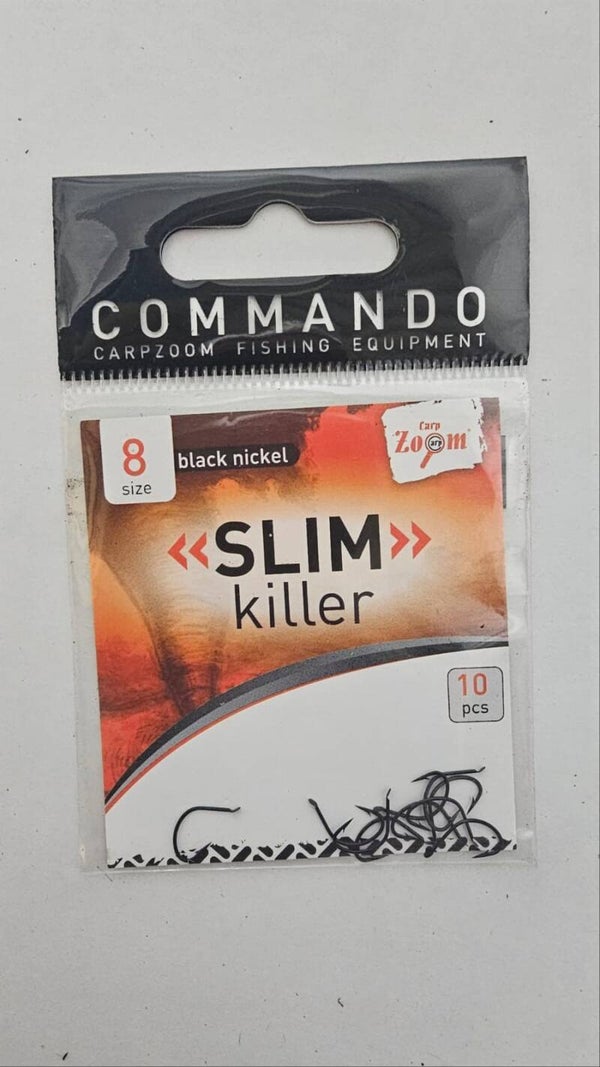 COMMANDO
CARPZOOM FISHING EQUIPMENT
8
size
black nickel
Carp
Zoom
<<SLIM>>
killer
10
pcs